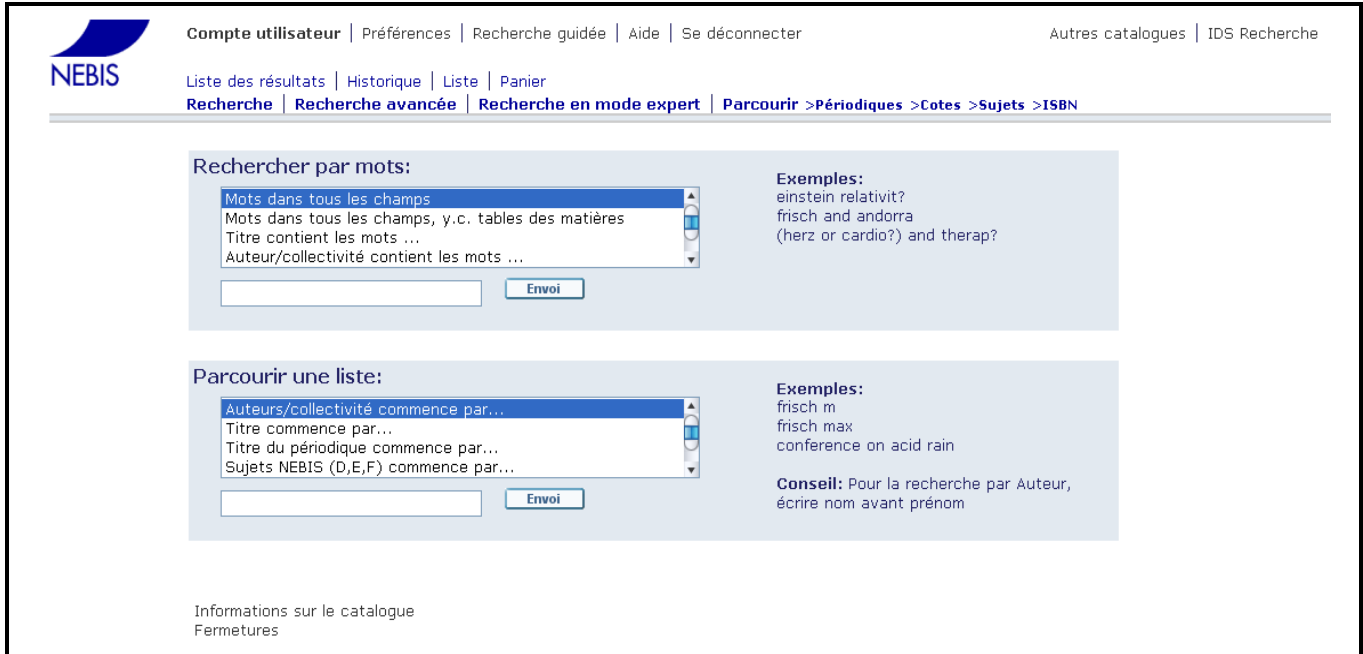 Compte utilisateur | Préférences | Recherche guidée | Aide | Se déconnecter Autres catalogues | IDS Recherche
NEBIS
Liste des résultats | Historique | Liste | Panier
Recherche | Recherche avancée | Recherche en mode expert | Parcourir >Périodiques >Cotes >Sujets >ISBN
Rechercher par mots:
Mots dans tous les champs
Mots dans tous les champs, y.c. tables des matières
Titre contient les mots ...
Auteur/collectivité contient les mots ...
Envoi
Exemples:
einstein relativit?
frisch and andorra
(herz or cardio?) and therap?
Parcourir une liste:
Auteurs/collectivité commence par...
Titre commence par...
Titre du périodique commence par...
Sujets NEBIS (D,E,F) commence par...
Envoi
Exemples:
frisch m
frisch max
conference on acid rain
Conseil: Pour la recherche par Auteur,
écrire nom avant prénom
Informations sur le catalogue
Fermetures